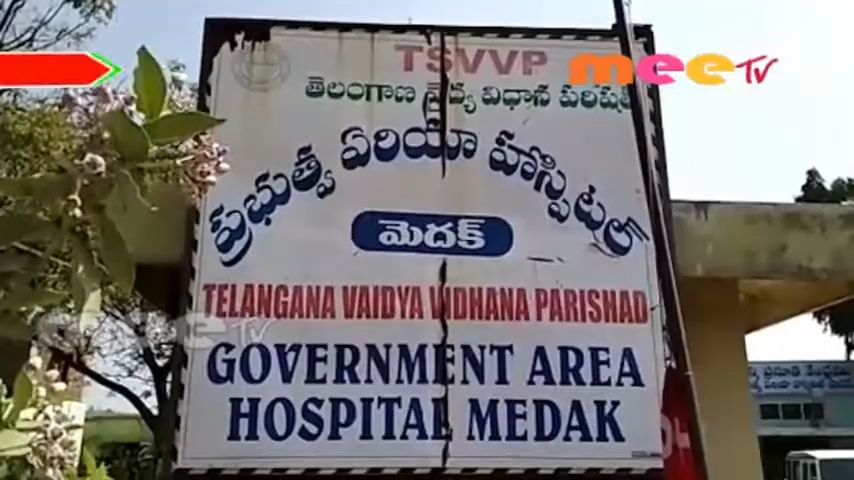 TSVVP
mee TV
తెలంగాణ వైద్య విధాన పరిషత్
ప్రభుత్వ ఏరియా హాస్పిటల్
మెదక్
TELANGANA VAIDYA VIDHANA PARISHAD
GOVERNMENT AREA
HOSPITAL MEDAK